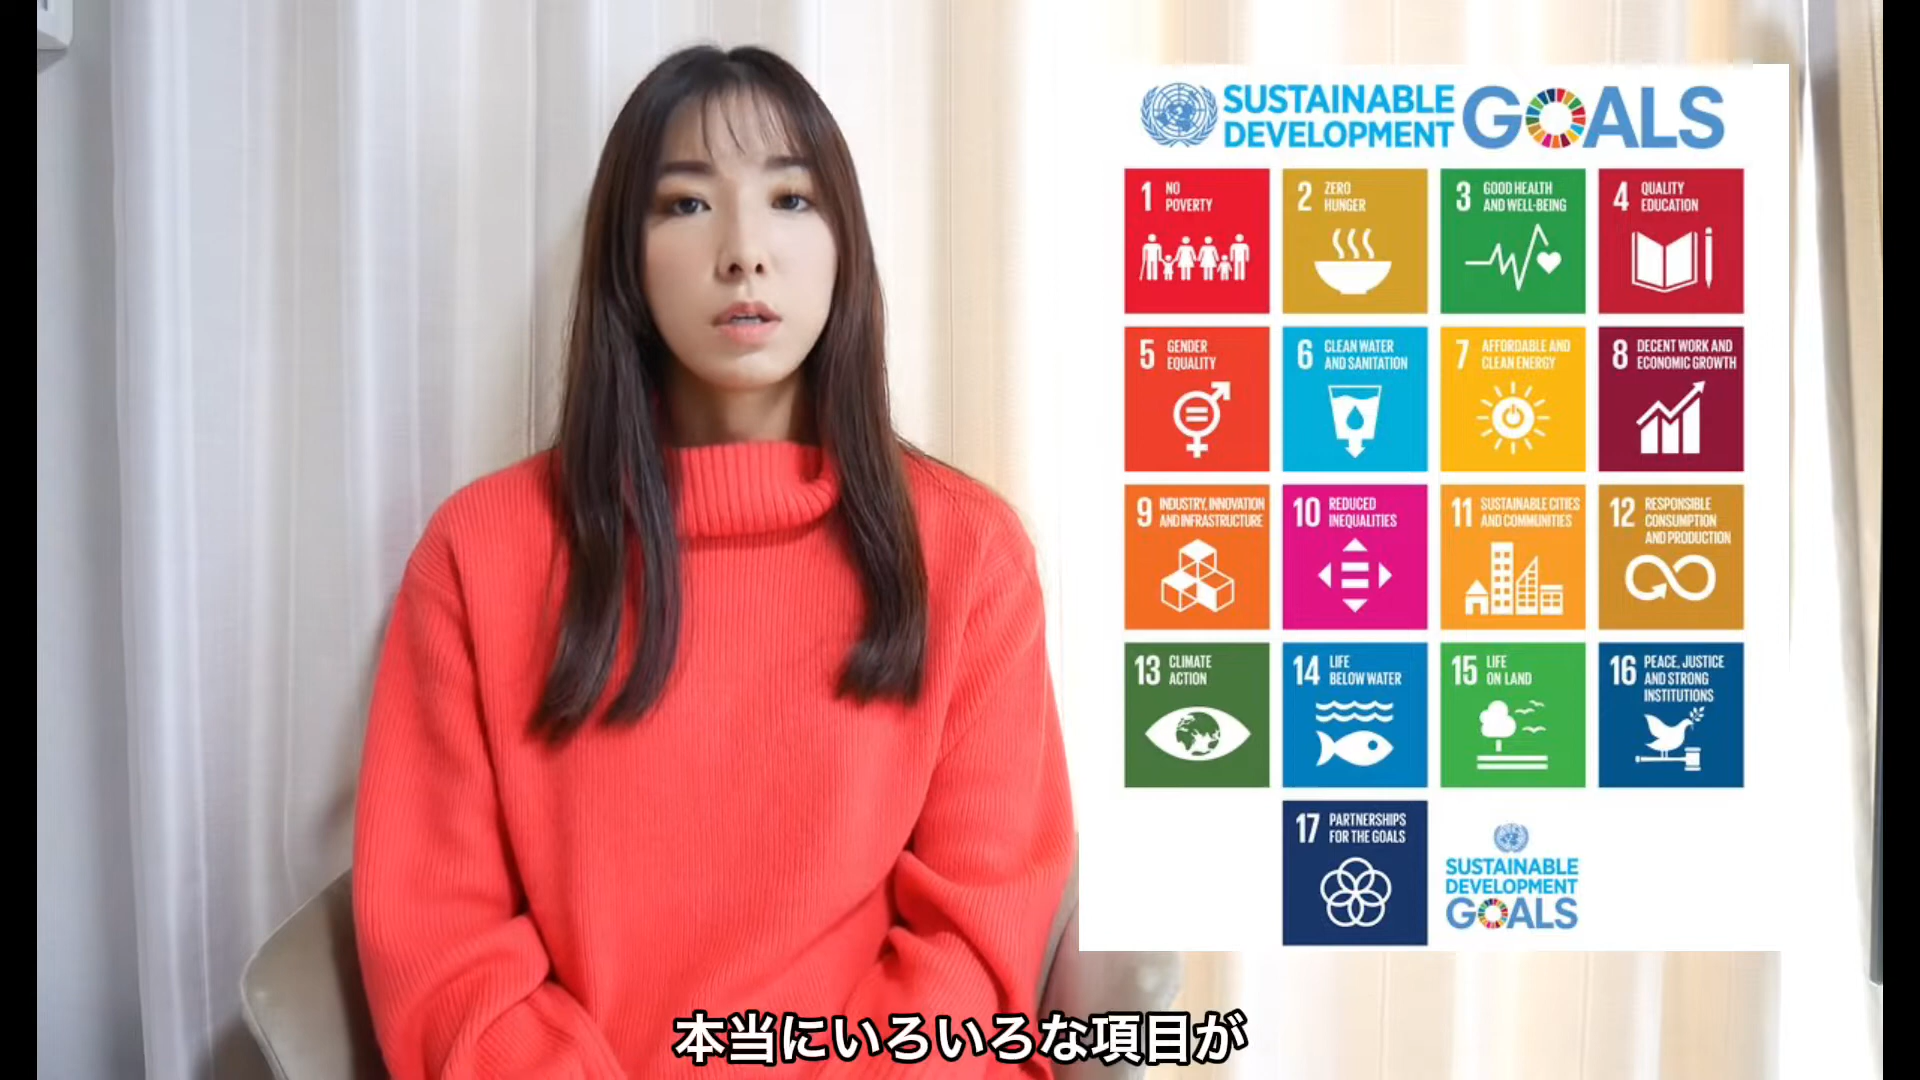 SUSTAINABLE
DEVELOPMENT
GOALS
1 NO
POVERTY
2 ZERO
HUNGER
3 GOOD HEALTH
AND WELL-BEING
4 QUALITY
EDUCATION
5 GENDER
EQUALITY
6 CLEAN WATER
AND SANITATION
7 AFFORDABLE AND
CLEAN ENERGY
8 DECENT WORK AND
ECONOMIC GROWTH
9 INDUSTRY, INNOVATION
AND INFRASTRUCTURE
10 REDUCED
INEQUALITIES
11 SUSTAINABLE CITIES
AND COMMUNITIES
12 RESPONSIBLE
CONSUMPTION
AND PRODUCTION
13 CLIMATE
ACTION
14 LIFE
BELOW WATER
15 LIFE
ON LAND
16 PEACE, JUSTICE
AND STRONG
INSTITUTIONS
17 PARTNERSHIPS
FOR THE GOALS
SUSTAINABLE
DEVELOPMENT
GOALS
本当にいろいろな項目が